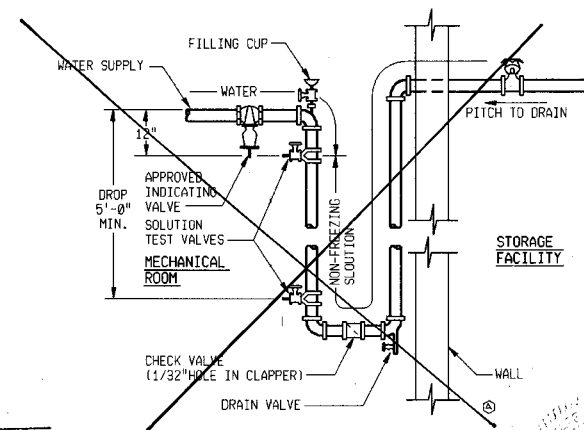 FILLING CUP
WATER SUPPLY
WATER
PITCH TO DRAIN
12"
APPROVED
INDICATING
VALVE
DROP
5'-0"
MIN.
SOLUTION
TEST VALVES
NON-FREEZING
SLOUTION
MECHANICAL
ROOM
STORAGE
FACILITY
CHECK VALVE
(1/32"HOLE IN CLAPPER)
WALL
DRAIN VALVE
A